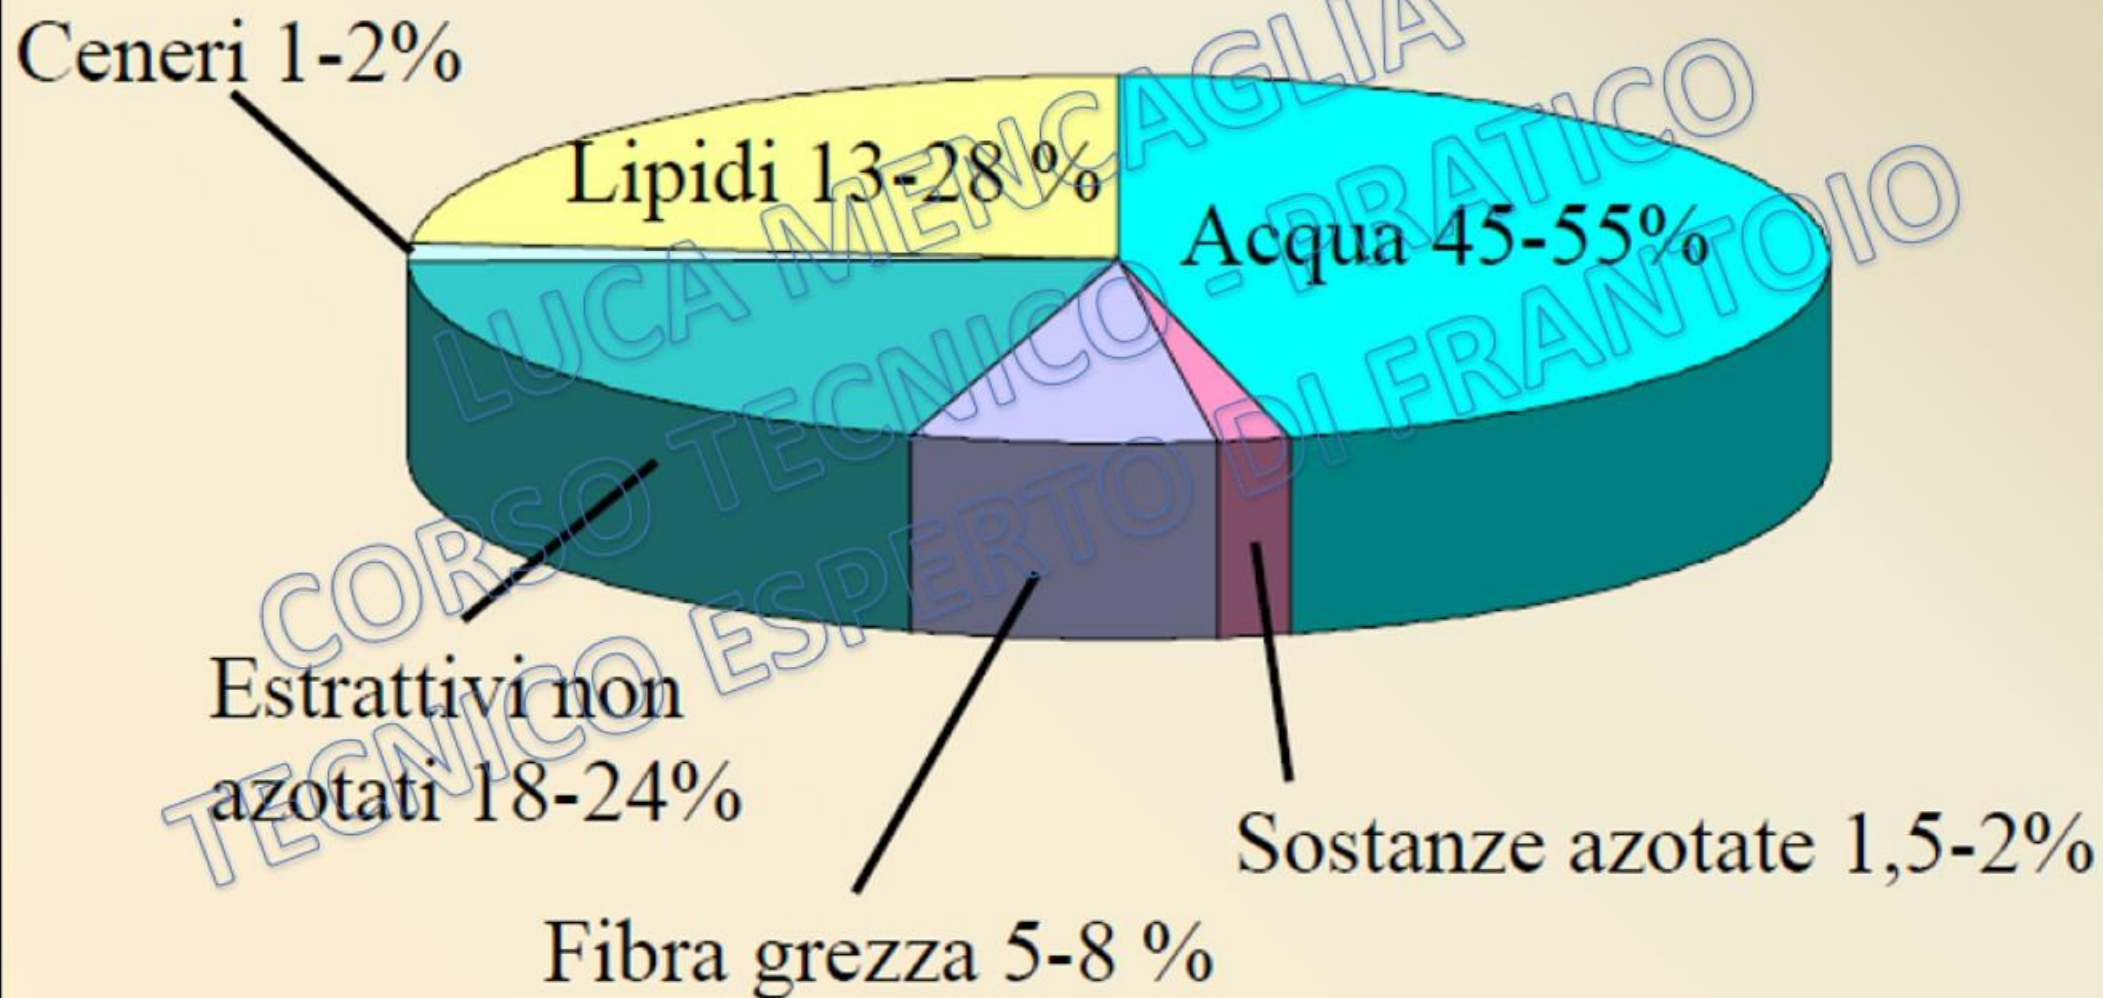 Ceneri 1-2%
Lipidi 13-28 %
Acqua 45-55%
Estrattivi non
azotati 18-24%
Sostanze azotate 1,5-2%
Fibra grezza 5-8 %
LUCA MENCAGLIA
CORSO TECNICO - PRATICO
TECNICO ESPERTO DI FRANTOIO